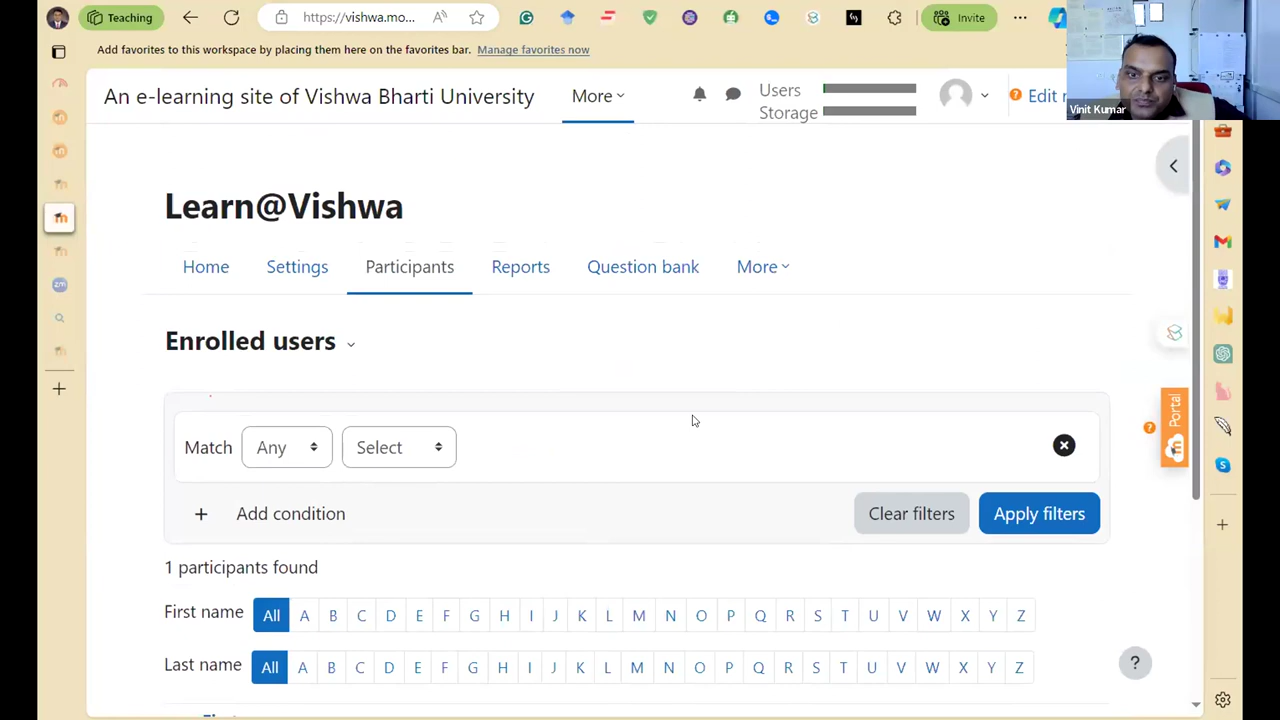 Teaching
https://vishwa.mo...
Invite
Add favorites to this workspace by placing them here on the favorites bar. Manage favorites now
Vinit Kumar
An e-learning site of Vishwa Bharti University
More
Users
Storage
Edit
Learn@Vishwa
Home Settings Participants Reports Question bank More
Enrolled users
Match Any Select
+ Add condition
Clear filters Apply filters
Portal
1 participants found
First name All A B C D E F G H I J K L M N O P Q R S T U V W X Y Z
Last name All A B C D E F G H I J K L M N O P Q R S T U V W X Y Z